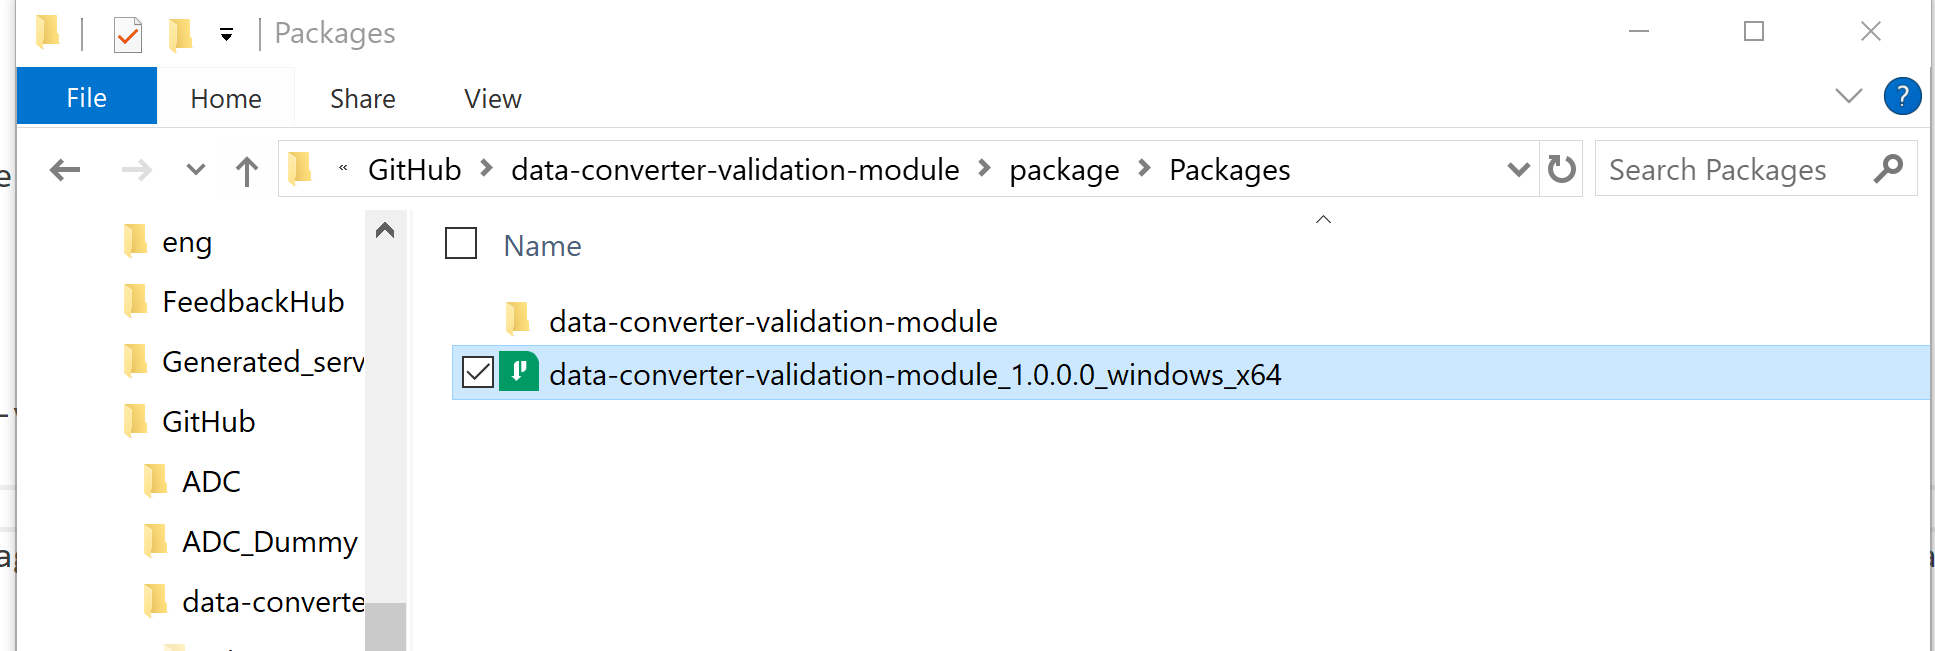 Packages
File Home Share View
?
« GitHub data-converter-validation-module package Packages
Search Packages
eng
FeedbackHub
Generated_serv
GitHub
ADC
ADC_Dummy
data-converte
Name
data-converter-validation-module
data-converter-validation-module_1.0.0.0_windows_x64